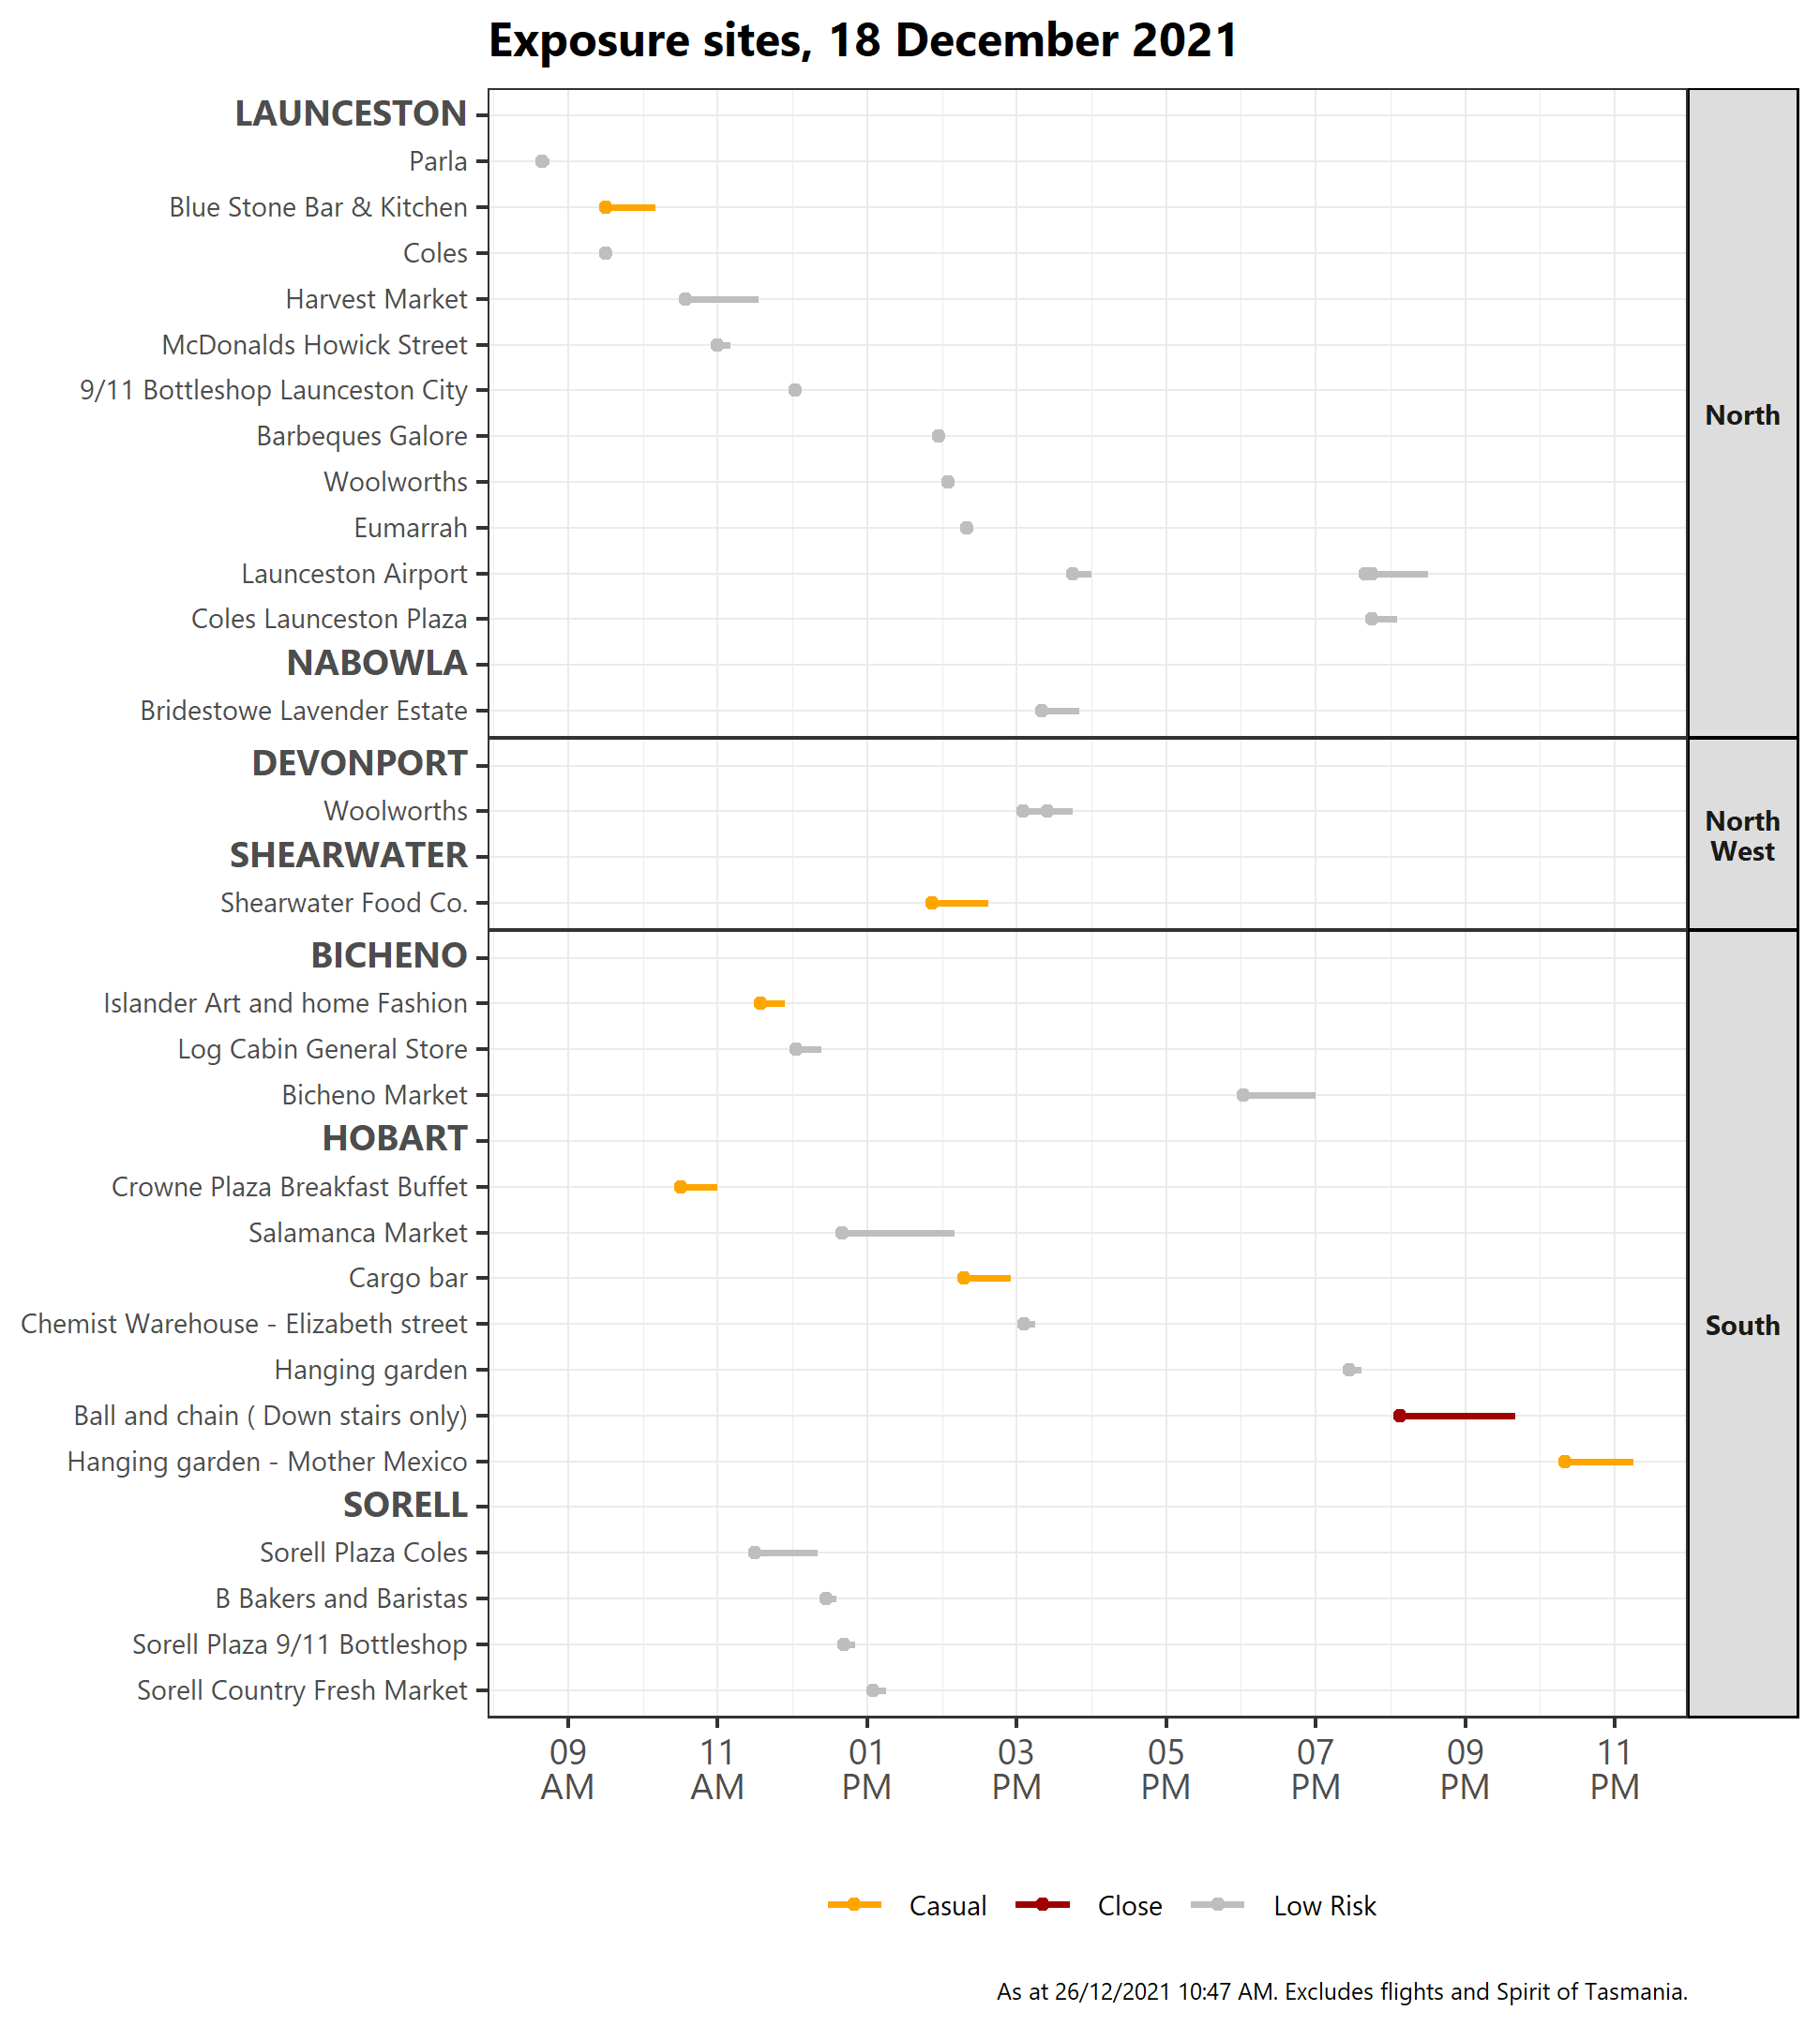 Exposure sites, 18 December 2021
LAUNCESTON
Parla
Blue Stone Bar & Kitchen
Coles
Harvest Market
McDonalds Howick Street
9/11 Bottleshop Launceston City
Barbeques Galore
Woolworths
Eumarrah
Launceston Airport
Coles Launceston Plaza
NABOWLA
Bridestowe Lavender Estate
North
DEVONPORT
Woolworths
SHEARWATER
Shearwater Food Co.
North
West
BICHENO
Islander Art and home Fashion
Log Cabin General Store
Bicheno Market
HOBART
Crowne Plaza Breakfast Buffet
Salamanca Market
Cargo bar
Chemist Warehouse - Elizabeth street
Hanging garden
Ball and chain ( Down stairs only)
Hanging garden - Mother Mexico
SORELL
Sorell Plaza Coles
B Bakers and Baristas
Sorell Plaza 9/11 Bottleshop
Sorell Country Fresh Market
South
09 11 01 03 05 07 09 11
AM AM PM PM PM PM PM PM
Casual Close Low Risk
As at 26/12/2021 10:47 AM. Excludes flights and Spirit of Tasmania.